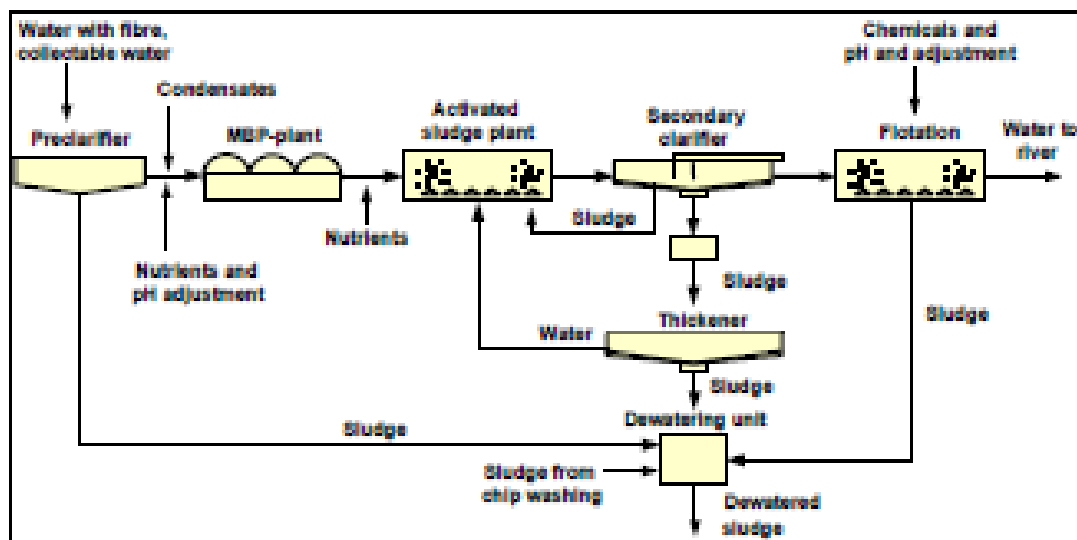 Water with fibre,
collectable water
Chemicals and
pH and adjustment
Condensates
Preclarifier
MBP-plant
Activated
sludge plant
Secondary
clarifier
Flotation
Water to
river
Nutrients and
pH adjustment
Nutrients
Sludge
Sludge
Thickener
Water
Sludge
Sludge
Dewatering unit
Sludge
Sludge from
chip washing
Dewatered
sludge